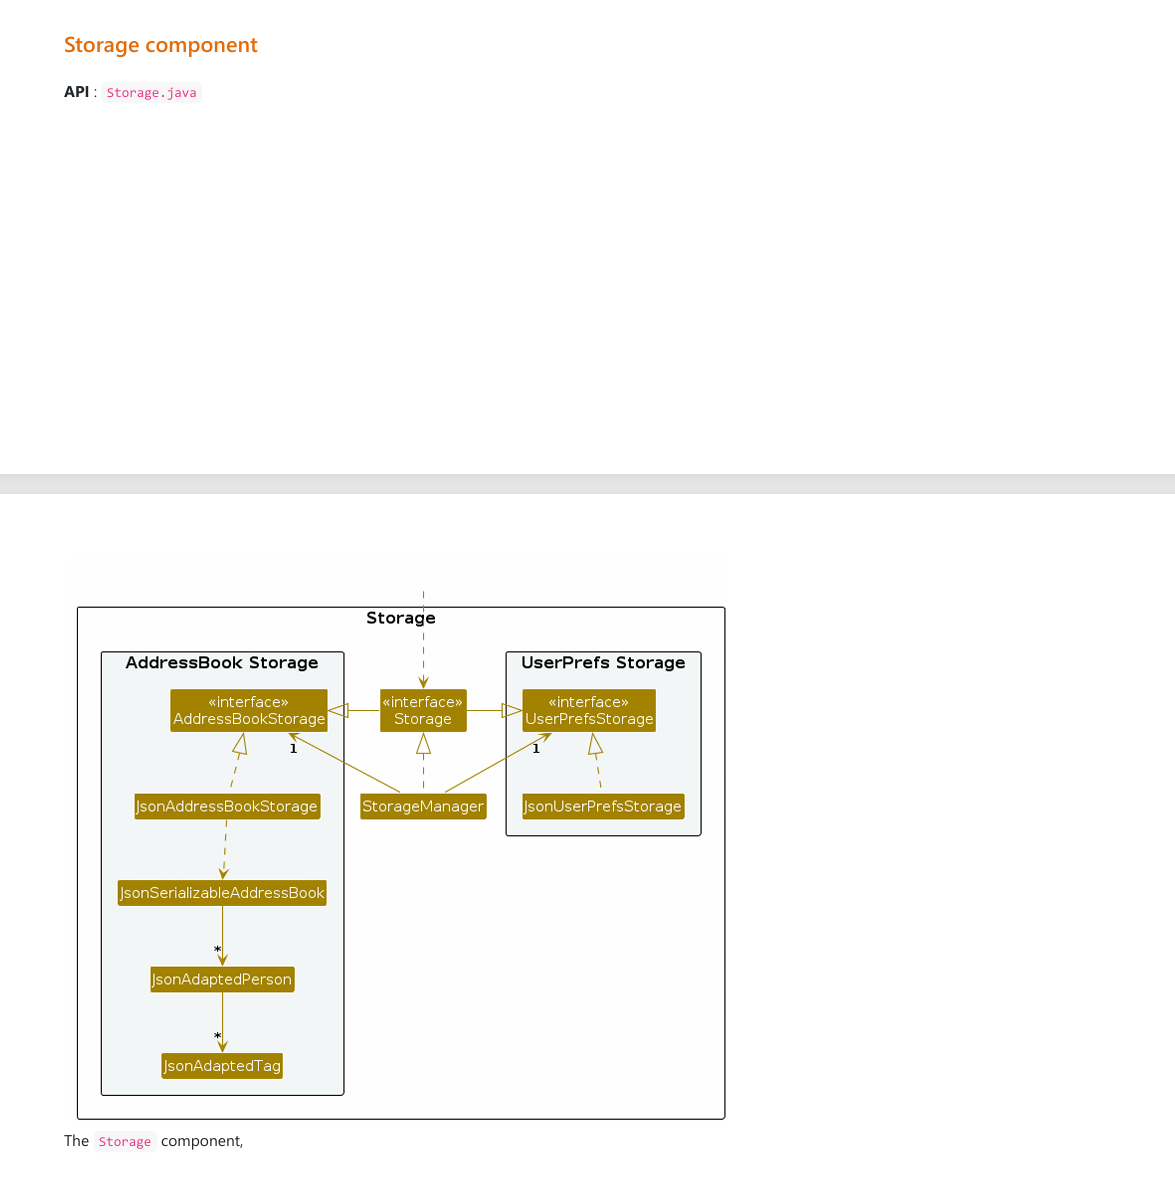 Storage component
API : Storage.java
Storage
AddressBook Storage
UserPrefs Storage
«interface»
AddressBookStorage
«interface»
Storage
«interface»
UserPrefsStorage
1
1
JsonAddressBookStorage
StorageManager
JsonUserPrefsStorage
JsonSerializableAddressBook
*
JsonAdaptedPerson
*
JsonAdaptedTag
The Storage component,